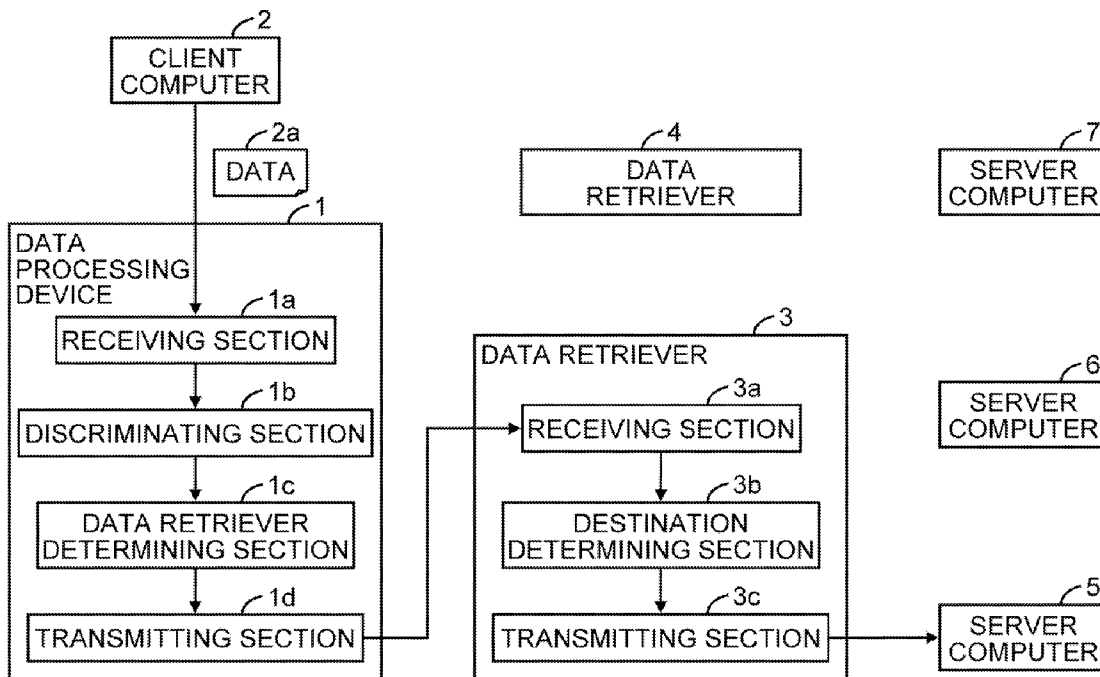 2
CLIENT
COMPUTER
2a
DATA
4
DATA
RETRIEVER
7
SERVER
COMPUTER
1
DATA
PROCESSING
DEVICE
1a
RECEIVING SECTION
1b
DISCRIMINATING SECTION
1c
DATA RETRIEVER
DETERMINING SECTION
1d
TRANSMITTING SECTION
3
DATA RETRIEVER
3a
RECEIVING SECTION
3b
DESTINATION
DETERMINING SECTION
3c
TRANSMITTING SECTION
6
SERVER
COMPUTER
5
SERVER
COMPUTER